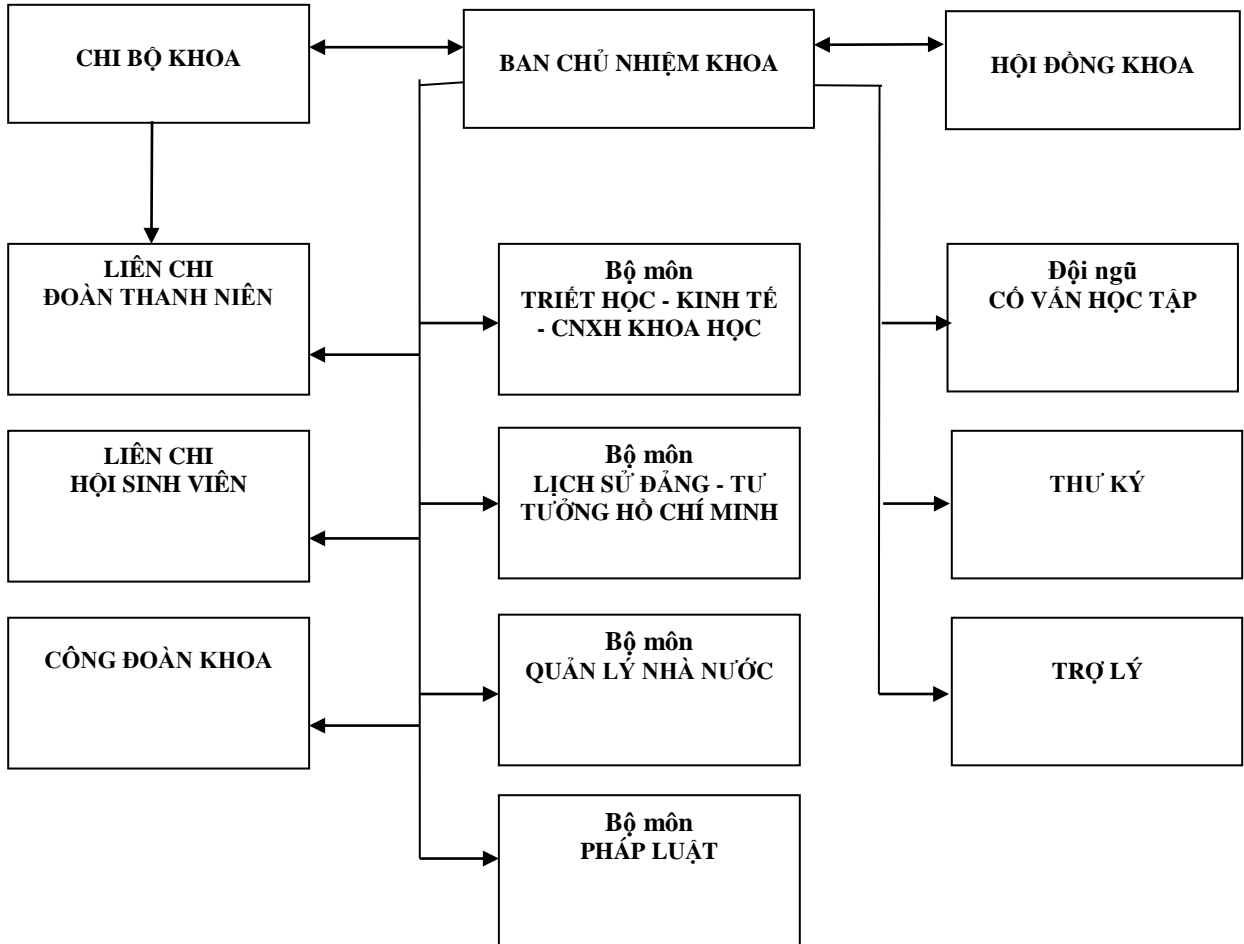 CHI BỘ KHOA
BAN CHỦ NHIỆM KHOA
HỘI ĐỒNG KHOA
LIÊN CHI
ĐOÀN THANH NIÊN
Bộ môn
TRIẾT HỌC - KINH TẾ
- CNXH KHOA HỌC
Đội ngũ
CỐ VẤN HỌC TẬP
LIÊN CHI
HỘI SINH VIÊN
Bộ môn
LỊCH SỬ ĐẢNG - TƯ
TƯỞNG HỒ CHÍ MINH
THƯ KÝ
CÔNG ĐOÀN KHOA
Bộ môn
QUẢN LÝ NHÀ NƯỚC
TRỢ LÝ
Bộ môn
PHÁP LUẬT